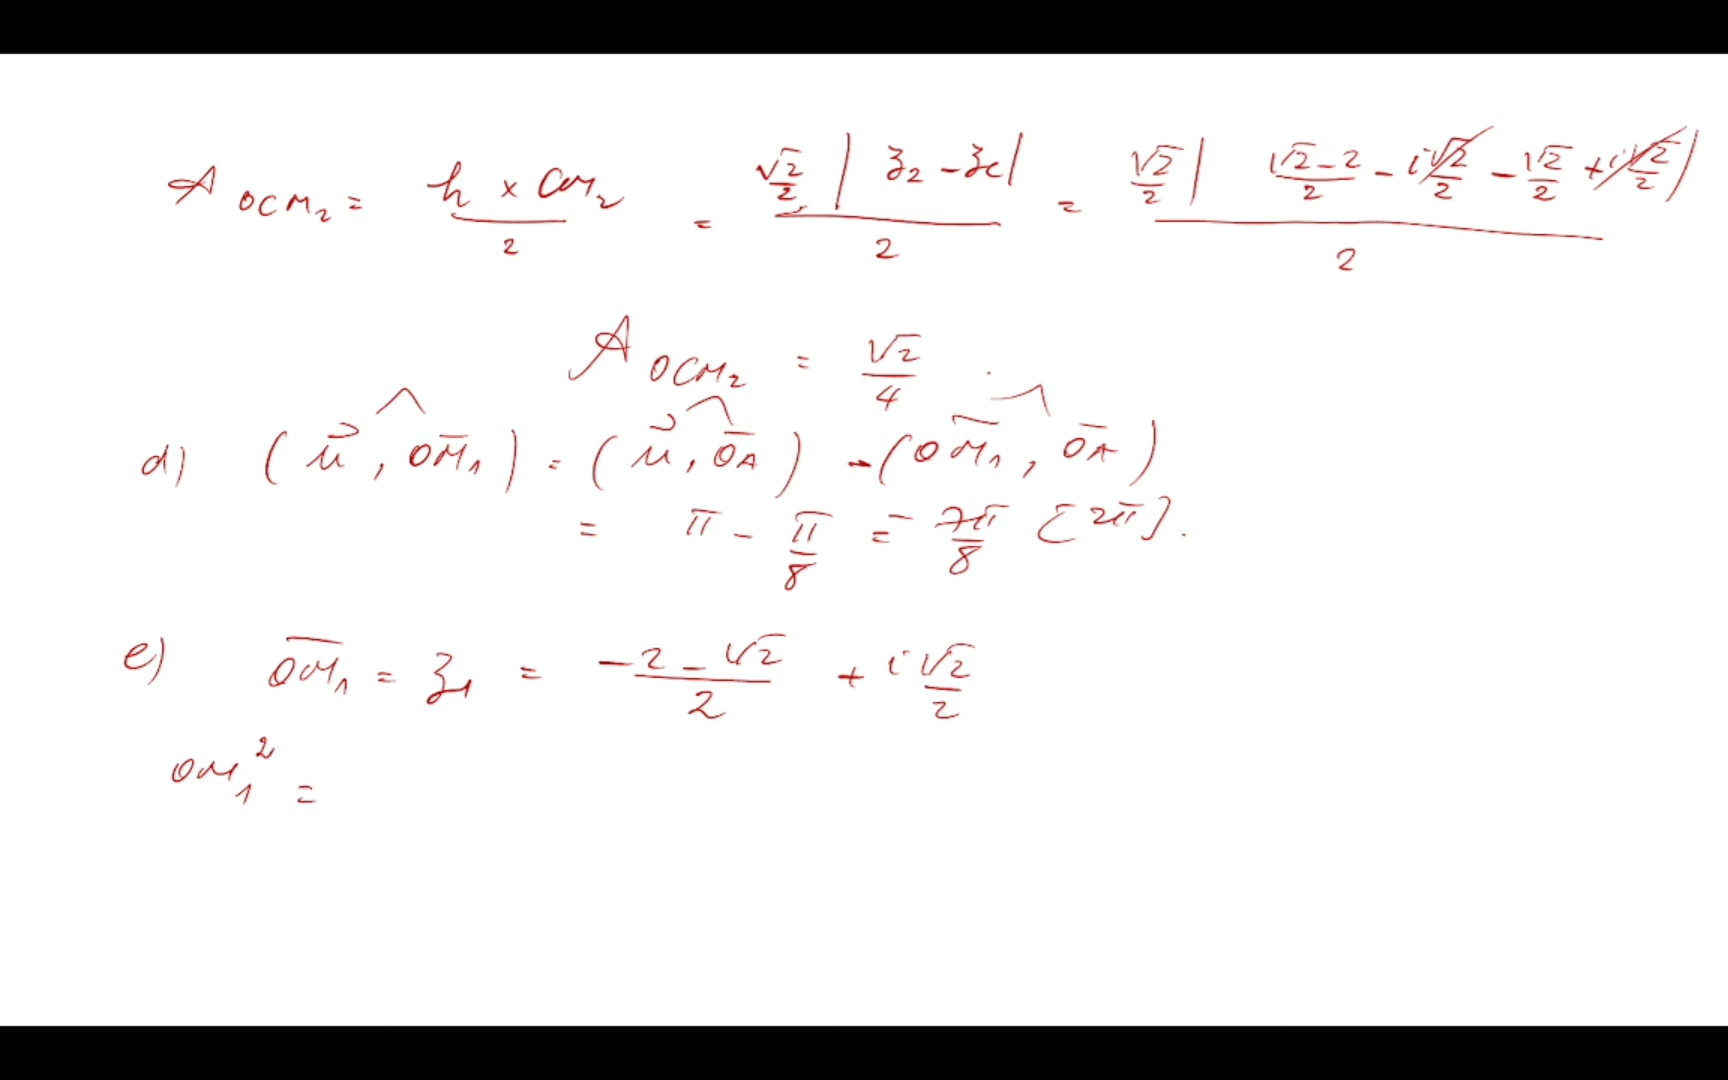 A OCM₂ = (h × CM₂)/2 = (√2/2 | z₂ - z_C |)/2 = (√2/2 | (√2 - 2)/2 - i√2/2 - √2/2 + i√2/2 |)/2
A OCM₂ = √2/4 .
d) (u⃗, OM₁) = (u⃗, OA) - (OM₁, OA)
= π - π/8 = 7π/8 [2π].
e) OM₁ = z₁ = (-2 - √2)/2 + i √2/2
OM₁² =